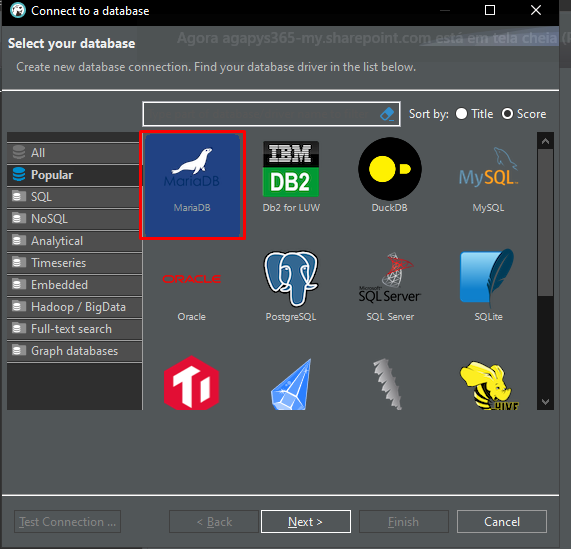 Connect to a database
Agora agapys365-my.sharepoint.com está em tela cheia
Select your database
Create new database connection. Find your database driver in the list below.
Sort by: Title Score
All
Popular
SQL
NoSQL
Analytical
Timeseries
Embedded
Hadoop / BigData
Full-text search
Graph databases
MariaDB
MariaDB
IBM
DB2
Db2 for LUW
DuckDB
MySQL
MySQL
ORACLE
Oracle
PostgreSQL
Microsoft
SQL Server
SQL Server
SQLite
HIVE
Test Connection ...
< Back
Next >
Finish
Cancel